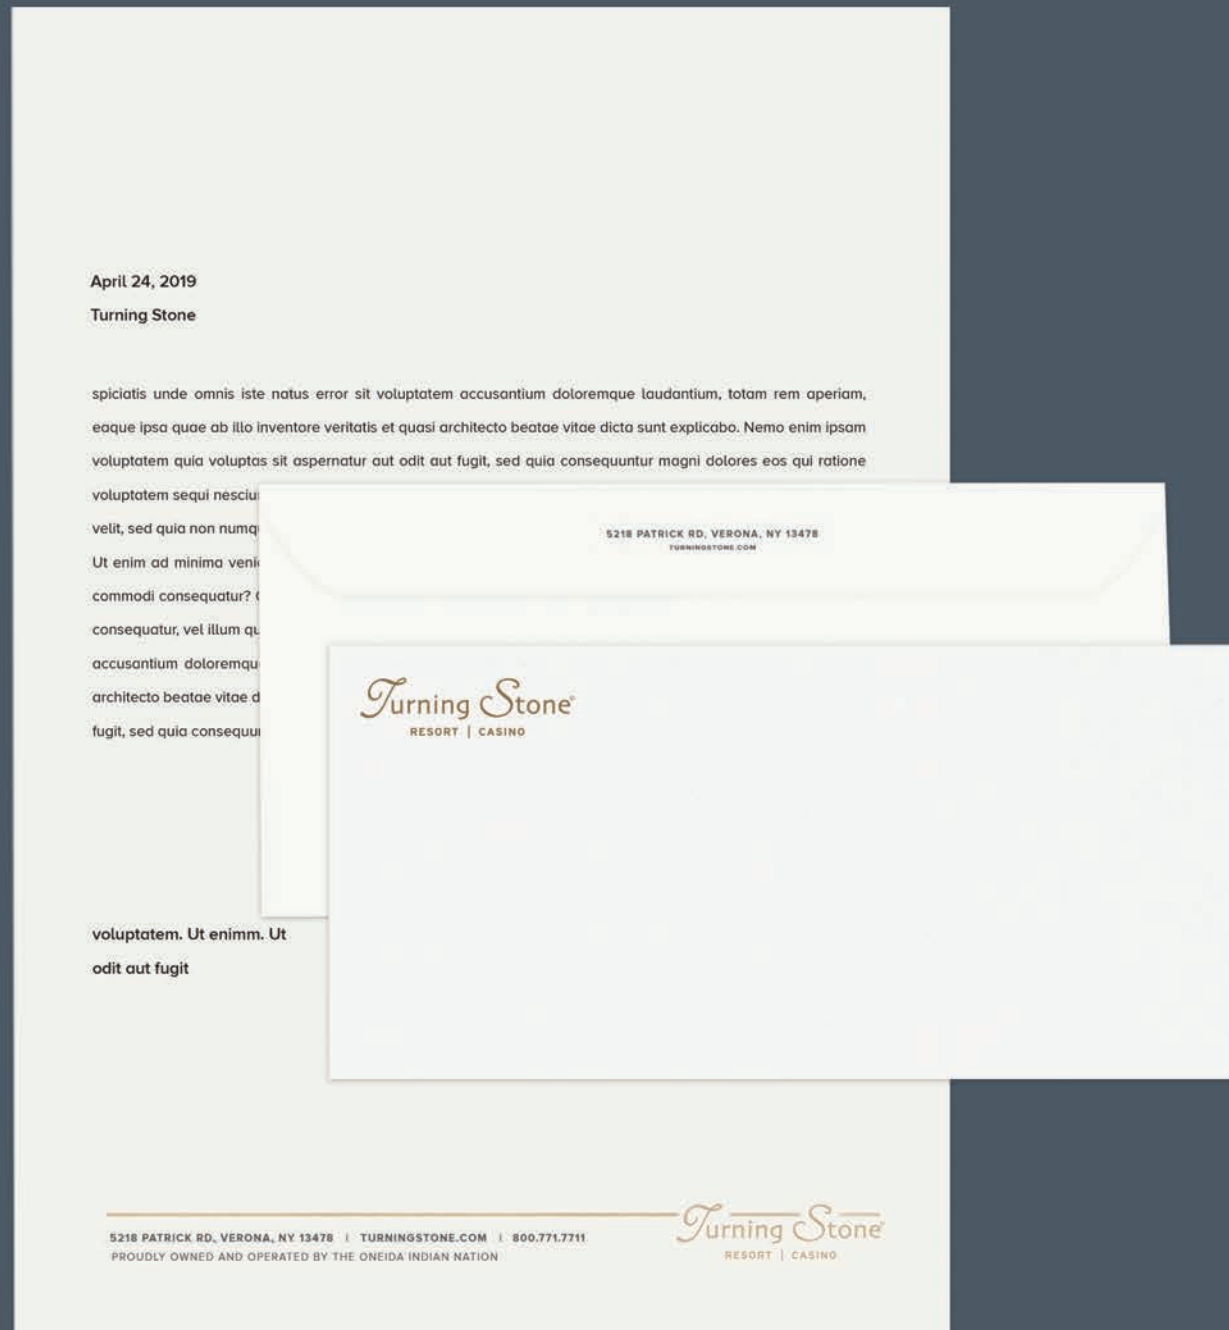 April 24, 2019
Turning Stone
spiciatis unde omnis iste natus error sit voluptatem accusantium doloremque laudantium, totam rem aperiam,
eaque ipsa quae ab illo inventore veritatis et quasi architecto beatae vitae dicta sunt explicabo. Nemo enim ipsam
voluptatem quia voluptas sit aspernatur aut odit aut fugit, sed quia consequuntur magni dolores eos qui ratione
voluptatem sequi nesciu
velit, sed quia non numqu
Ut enim ad minima veni
commodi consequatur?
consequatur, vel illum qu
accusantium doloremqu
architecto beatae vitae d
fugit, sed quia consequu
voluptatem. Ut enimm. Ut
odit aut fugit
5218 PATRICK RD, VERONA, NY 13478
TURNINGSTONE.COM
Turning Stone®
RESORT | CASINO
5218 PATRICK RD, VERONA, NY 13478 | TURNINGSTONE.COM | 800.771.7711
PROUDLY OWNED AND OPERATED BY THE ONEIDA INDIAN NATION
Turning Stone®
RESORT | CASINO